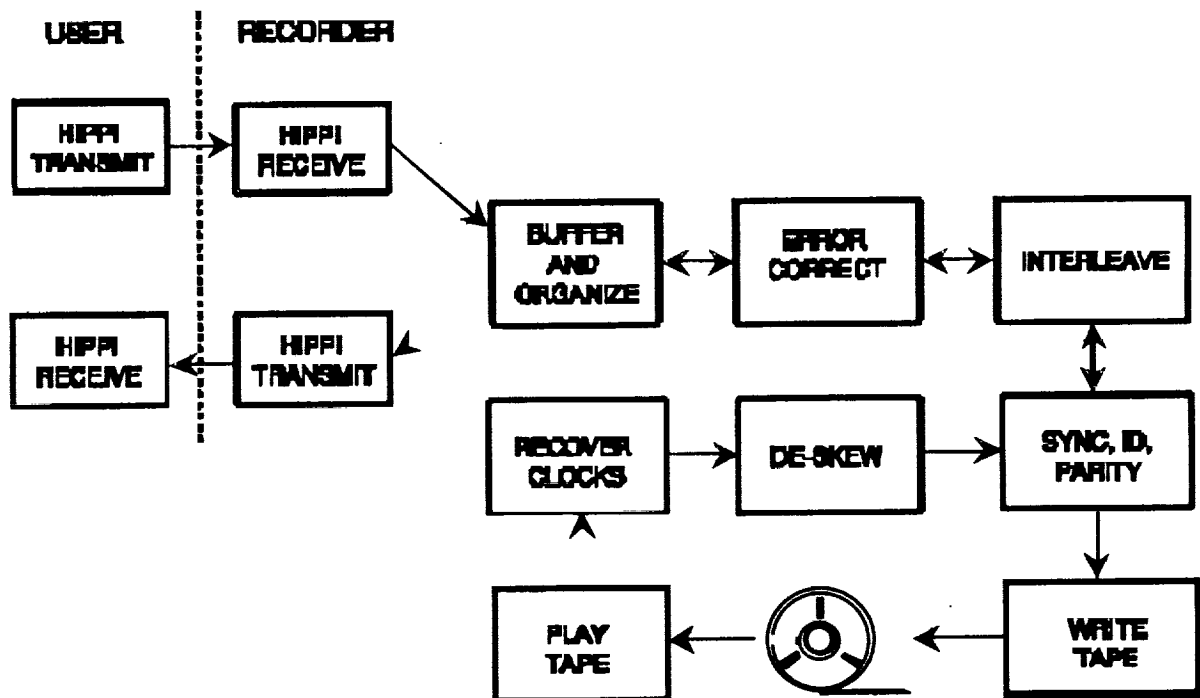 USER
RECORDER
HIPPI
TRANSMIT
HIPPI
RECEIVE
BUFFER
AND
ORGANIZE
ERROR
CORRECT
INTERLEAVE
HIPPI
RECEIVE
HIPPI
TRANSMIT
RECOVER
CLOCKS
DE-SKEW
SYNC, ID,
PARITY
PLAY
TAPE
WRITE
TAPE